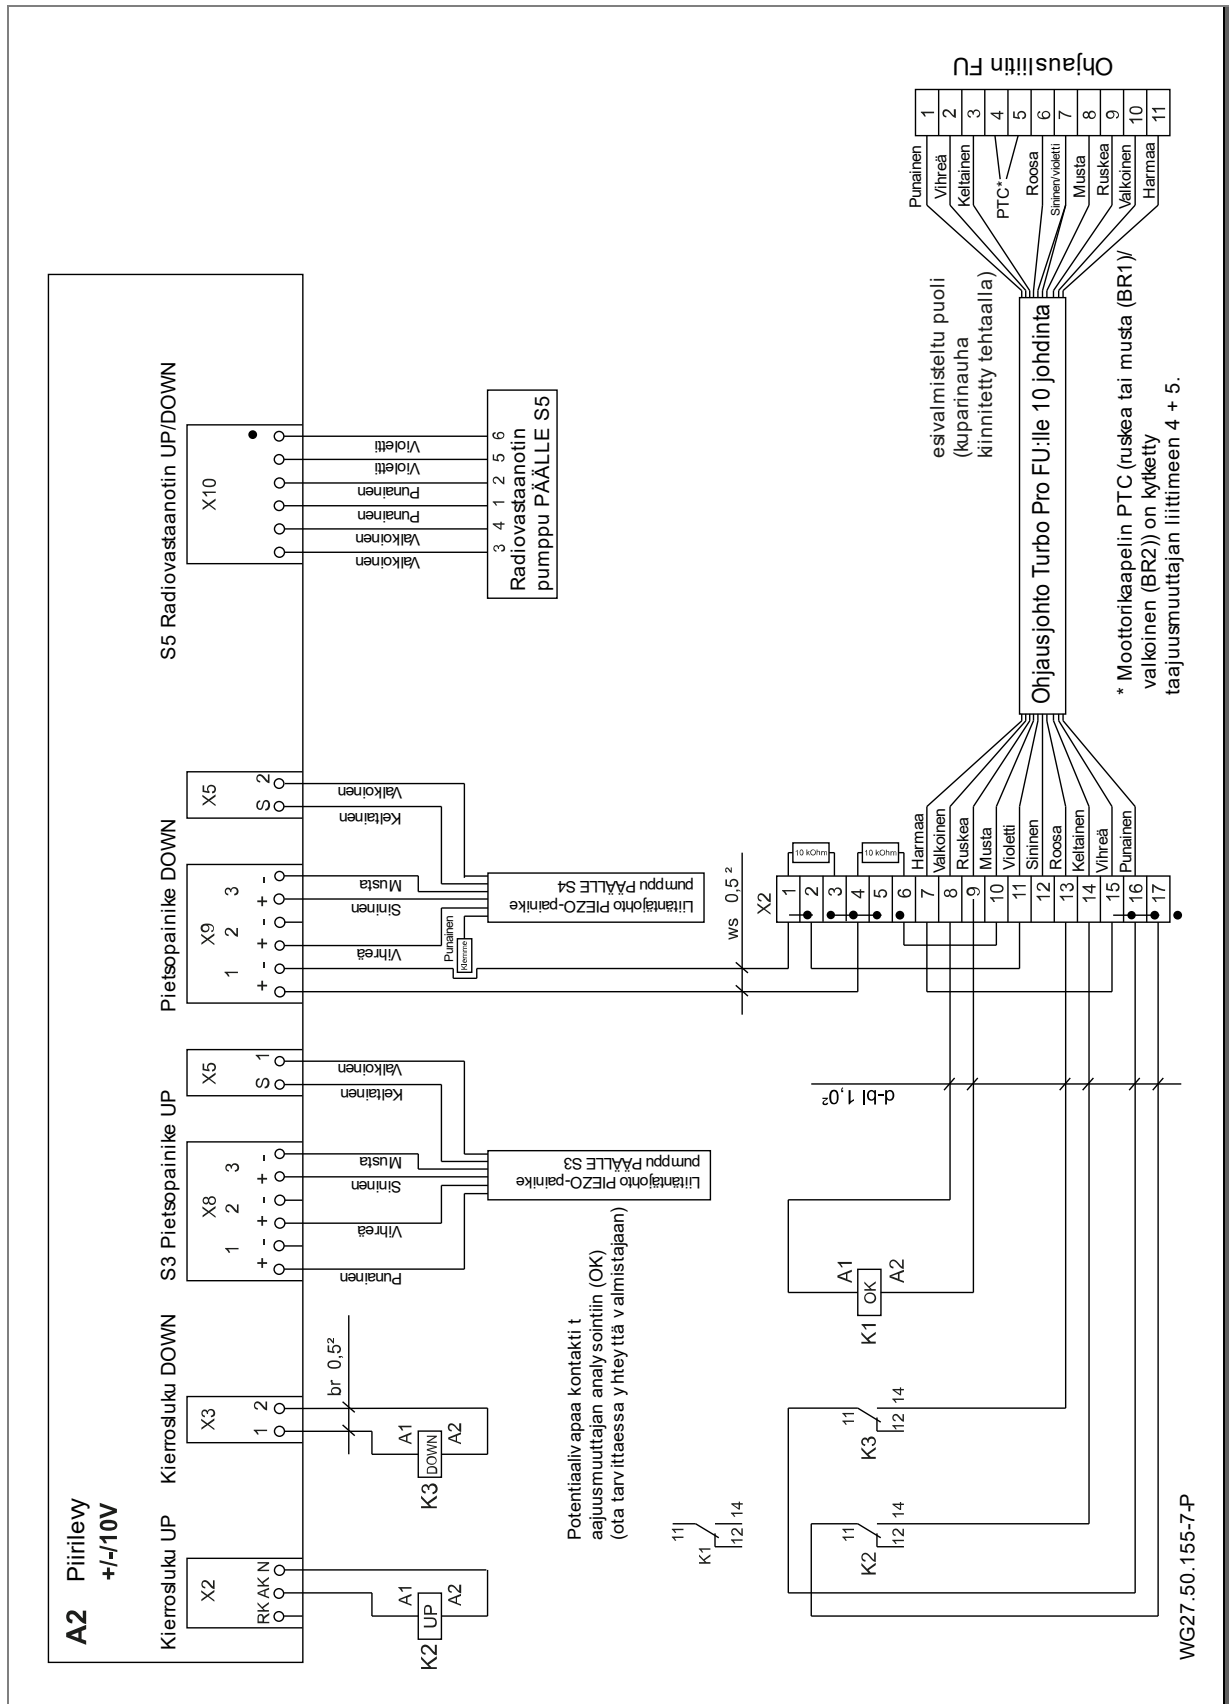 A2 Piirilevy
+/-/10V
Kierrosluku UP
X2
RK AK N
A1
K2 UP
A2
Kierrosluku DOWN
X3
1 2
br 0,5²
A1
K3 DOWN
A2
S3 Pietsopainike UP
X8
1 2 3
+ - + - + -
Punainen
Vihreä
Sininen
Musta
X5
S 1
Keltainen
Valkoinen
Liitäntäjohto PIEZO-painike
pumppu PÄÄLLE S3
Pietsopainike DOWN
X9
1 2 3
+ - + - + -
Vihreä
Sininen
Musta
Punainen
Klemme
X5
S 2
Keltainen
Valkoinen
Liitäntäjohto PIEZO-painike
pumppu PÄÄLLE S4
S5 Radiovastaanotin UP/DOWN
X10
Valkoinen
Valkoinen
Punainen
Punainen
Violetti
Violetti
3 4 1 2 5 6
Radiovastaanotin
pumppu PÄÄLLE S5
Potentiaaliv apaa kontakti t
aajuusmuuttajan analy sointiin (OK)
(ota tarv ittaessa y hteyttä v almistajaan)
11
K1
12 14
ws 0,5²
X2
1
2
3
4
5
6
7
8
9
10
11
12
13
14
15
16
17
10 kOhm
10 kOhm
Harmaa
Valkoinen
Ruskea
Musta
Violetti
Sininen
Roosa
Keltainen
Vihreä
Punainen
d-bl 1,0²
A1
K1 OK
A2
11
K3
12 14
11
K2
12 14
Ohjausjohto Turbo Pro FU:lle 10 johdinta
esivalmisteltu puoli
(kuparinauha
kiinnitetty tehtaalla)
Punainen
Vihreä
Keltainen
PTC*
Roosa
Sininen/violetti
Musta
Ruskea
Valkoinen
Harmaa
1
2
3
4
5
6
7
8
9
10
11
Ohjausliitin FU
* Moottorikaapelin PTC (ruskea tai musta (BR1)/
valkoinen (BR2)) on kytketty
taajuusmuuttajan liittimeen 4 + 5.
WG27.50.155-7-P